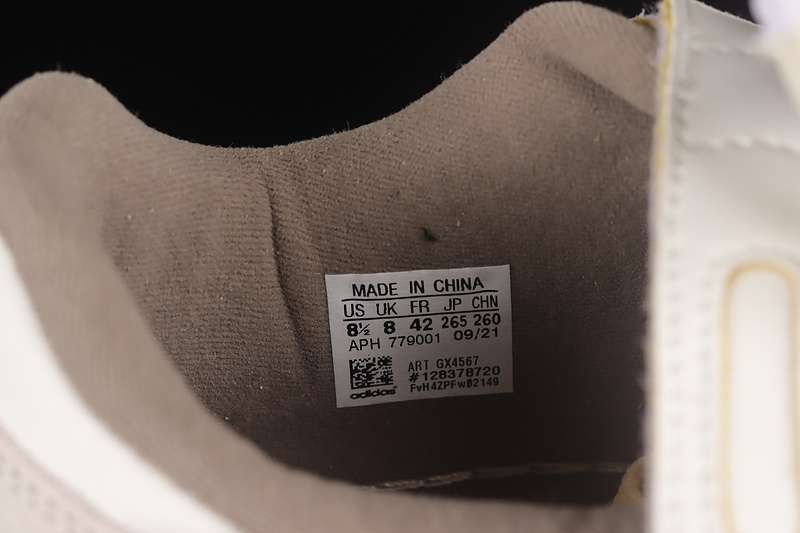 MADE IN CHINA
US UK FR JP CHN
8½ 8 42 265 260
APH 779001 09/21
ART GX4567
#128378720
FvH4ZPFw02149
adidas